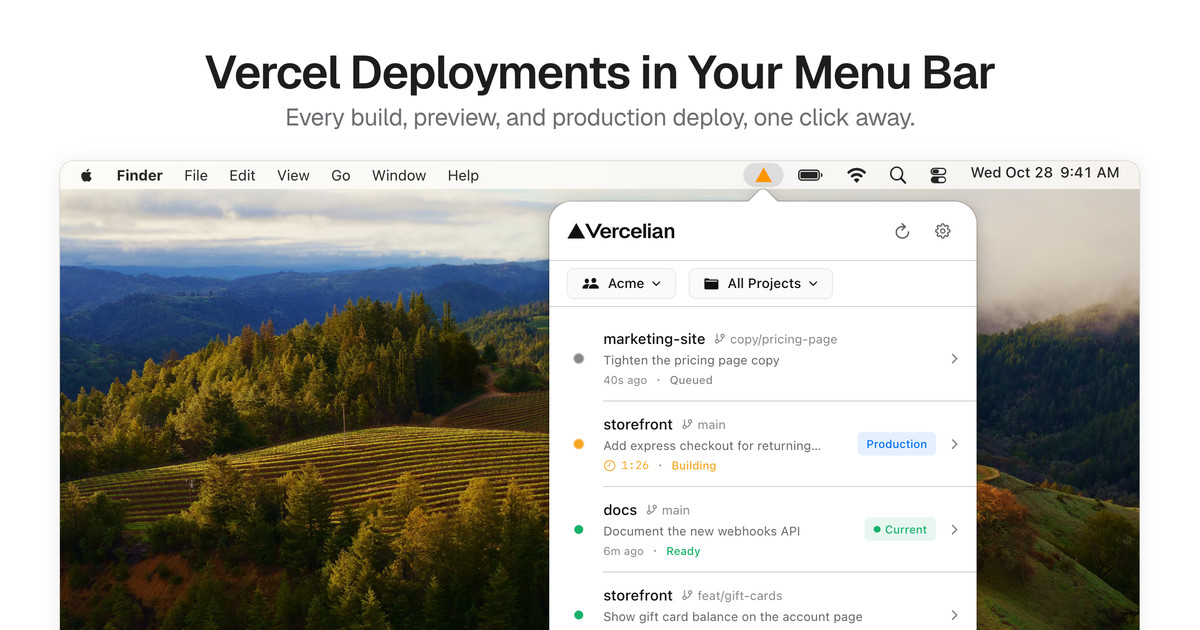 Vercel Deployments in Your Menu Bar
Every build, preview, and production deploy, one click away.
Finder File Edit View Go Window Help Wed Oct 28 9:41 AM
Vercelian
Acme All Projects
marketing-site copy/pricing-page
Tighten the pricing page copy
40s ago · Queued
storefront main
Add express checkout for returning...
Production
1:26 · Building
docs main
Document the new webhooks API
Current
6m ago · Ready
storefront feat/gift-cards
Show gift card balance on the account page